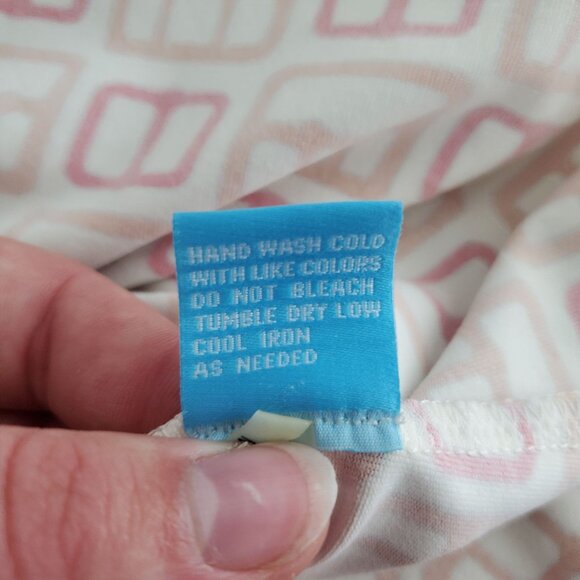 HAND WASH COLD
WITH LIKE COLORS
DO NOT BLEACH
TUMBLE DRY LOW
COOL IRON
AS NEEDED